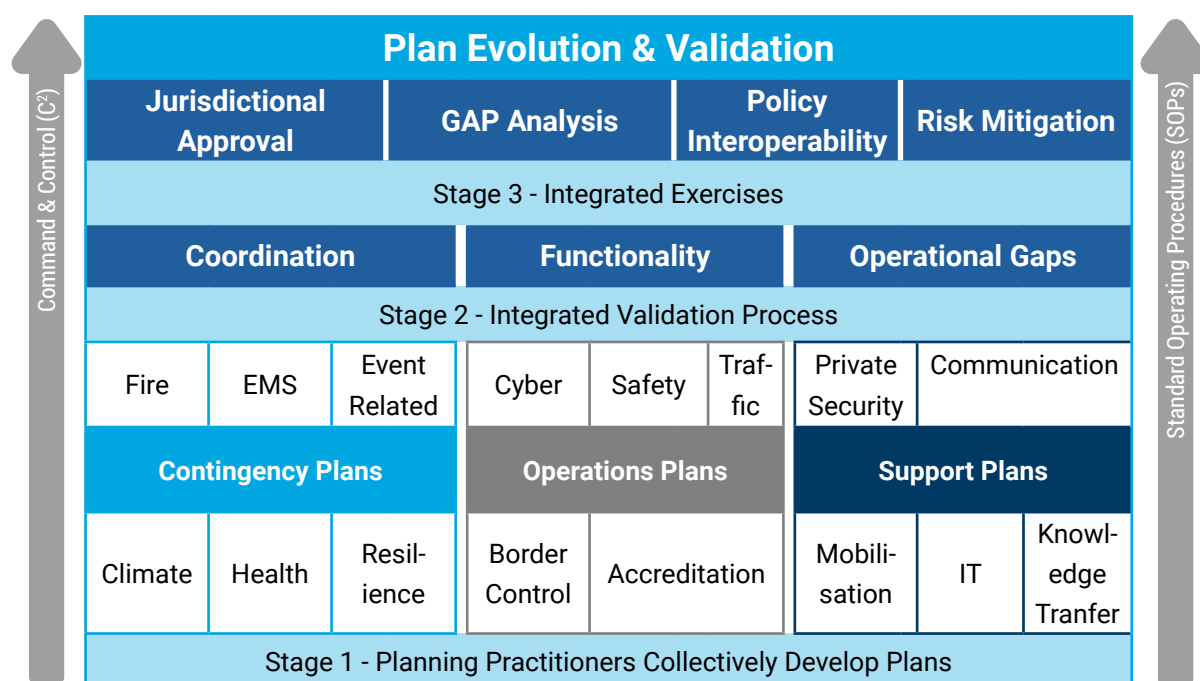 Plan Evolution & Validation
Jurisdictional
Approval
GAP Analysis
Policy
Interoperability
Risk Mitigation
Stage 3 - Integrated Exercises
Coordination
Functionality
Operational Gaps
Stage 2 - Integrated Validation Process
Fire
EMS
Event
Related
Cyber
Safety
Traf-
fic
Private
Security
Communication
Contingency Plans
Operations Plans
Support Plans
Climate
Health
Resil-
ience
Border
Control
Accreditation
Mobili-
sation
IT
Knowl-
edge
Tranfer
Stage 1 - Planning Practitioners Collectively Develop Plans
Command & Control (C²)
Standard Operating Procedures (SOPs)